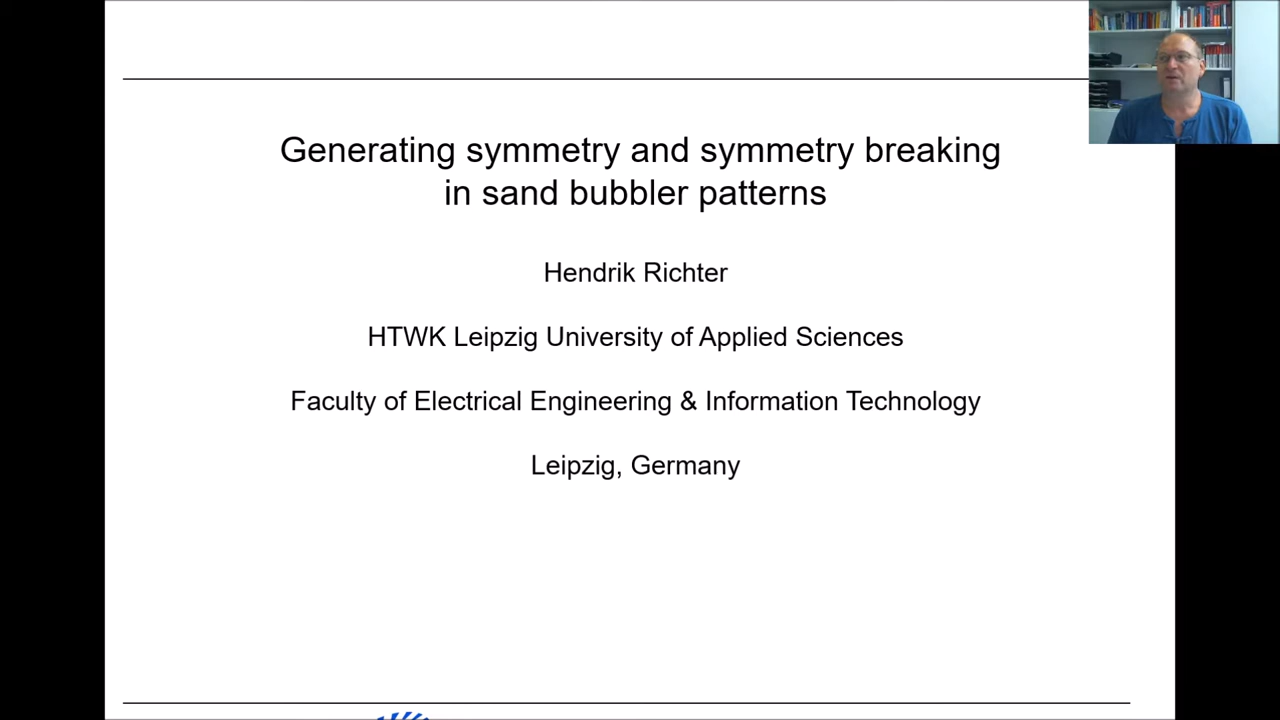 Generating symmetry and symmetry breaking
in sand bubbler patterns
Hendrik Richter
HTWK Leipzig University of Applied Sciences
Faculty of Electrical Engineering & Information Technology
Leipzig, Germany